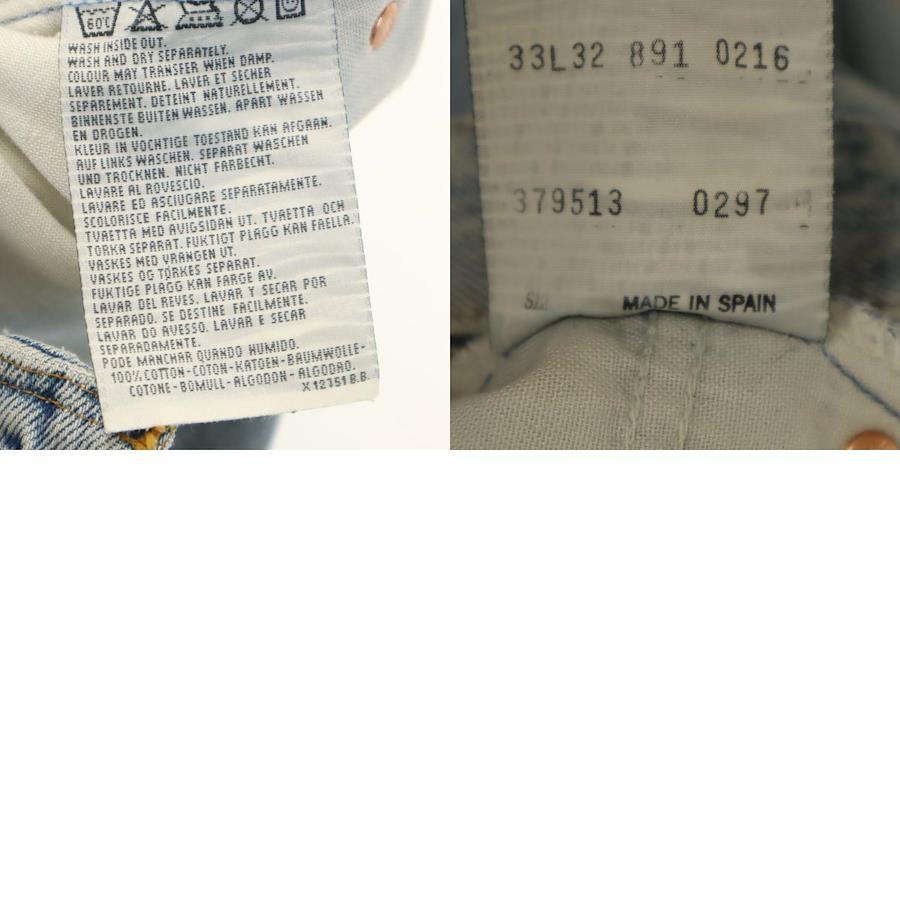 60°C
WASH INSIDE OUT.
WASH AND DRY SEPARATELY.
COLOUR MAY TRANSFER WHEN DAMP.
LAVER RETOURNE. LAVER ET SECHER
SEPAREMENT. DETEINT NATURELLEMENT.
BINNENSTE BUITEN WASSEN. APART WASSEN
EN DROGEN.
KLEUR IN VOCHTIGE TOESTAND KAN AFGAAN.
AUF LINKS WASCHEN. SEPARAT WASCHEN
UND TROCKNEN. NICHT FARBECHT.
LAVARE AL ROVESCIO.
LAVARE ED ASCIUGARE SEPARATAMENTE.
SCOLORISCE FACILMENTE.
TVAETTA MED AVIGSIDAN UT. TVAETTA OCH
TORKA SEPARAT. FUKTIGT PLAGG KAN FAELLA.
VASKES MED VRANGEN UT.
VASKES OG TORKES SEPARAT.
FUKTIGE PLAGG KAN FARGE AV.
LAVAR DEL REVES. LAVAR Y SECAR POR
SEPARADO. SE DESTINE FACILMENTE.
LAVAR DO AVESSO. LAVAR E SECAR
SEPARADAMENTE.
PODE MANCHAR QUANDO HUMIDO.
100% COTTON-COTON-KATOEN-BAUMWOLLE-
COTONE-BOMULL-ALGODON-ALGODAO.
X12751 B.B.
33L32 891 0216
379513 0297
MADE IN SPAIN